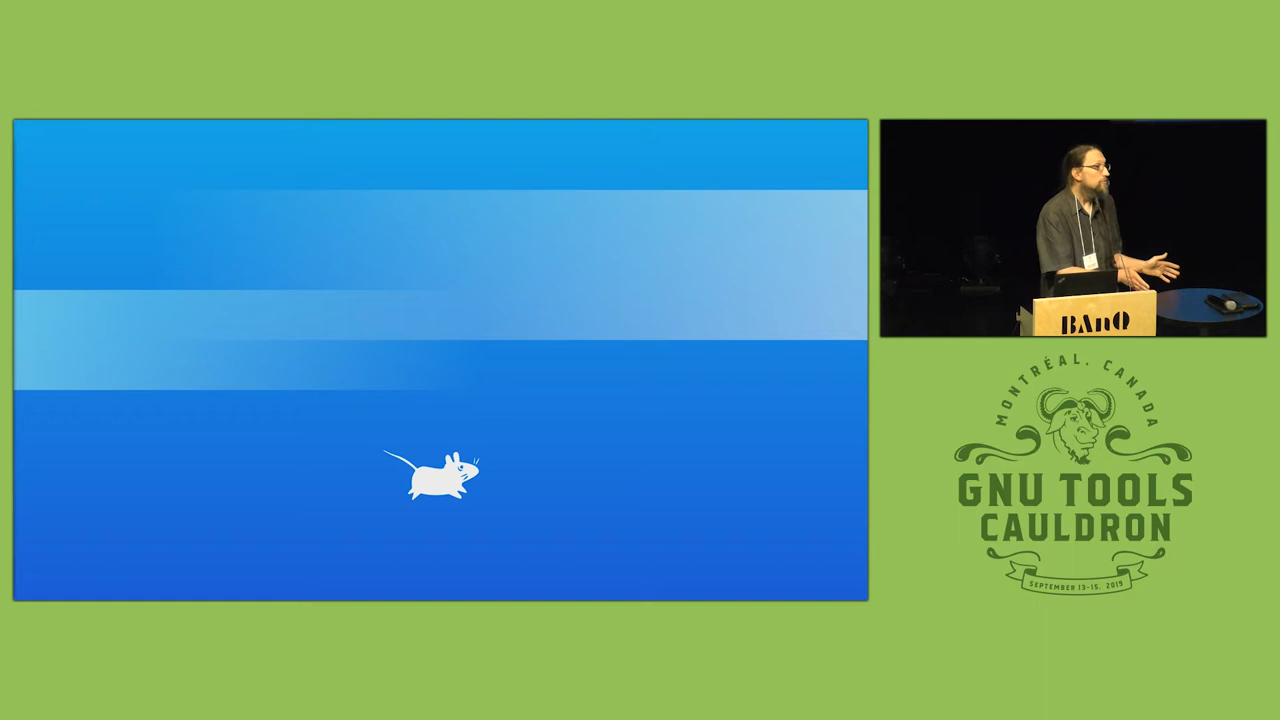 BAnQ
MONTRÉAL, CANADA
GNU TOOLS
CAULDRON
SEPTEMBER 13-15, 2019